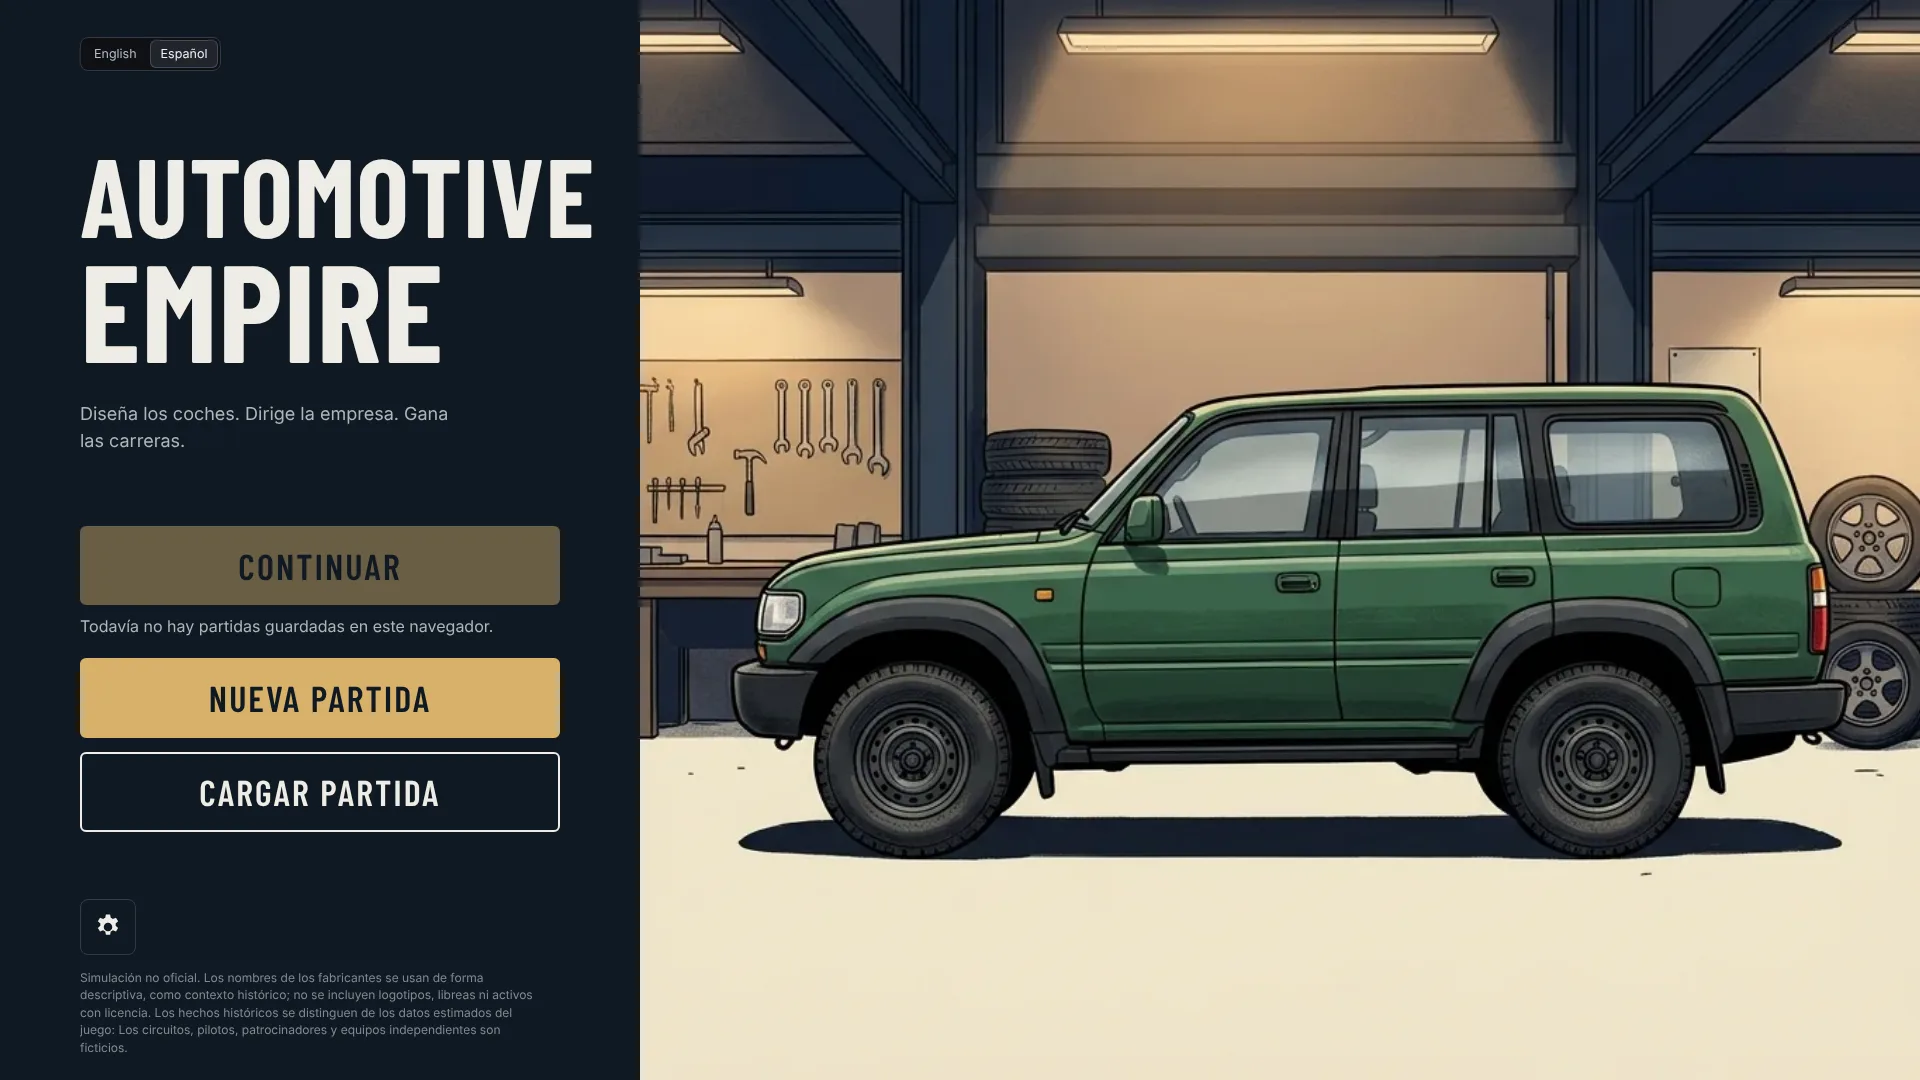 English
Español
AUTOMOTIVE
EMPIRE
Diseña los coches. Dirige la empresa. Gana
las carreras.
CONTINUAR
Todavía no hay partidas guardadas en este navegador.
NUEVA PARTIDA
CARGAR PARTIDA
Simulación no oficial. Los nombres de los fabricantes se usan de forma
descriptiva, como contexto histórico; no se incluyen logotipos, libreas ni activos
con licencia. Los hechos históricos se distinguen de los datos estimados del
juego: Los circuitos, pilotos, patrocinadores y equipos independientes son
ficticios.